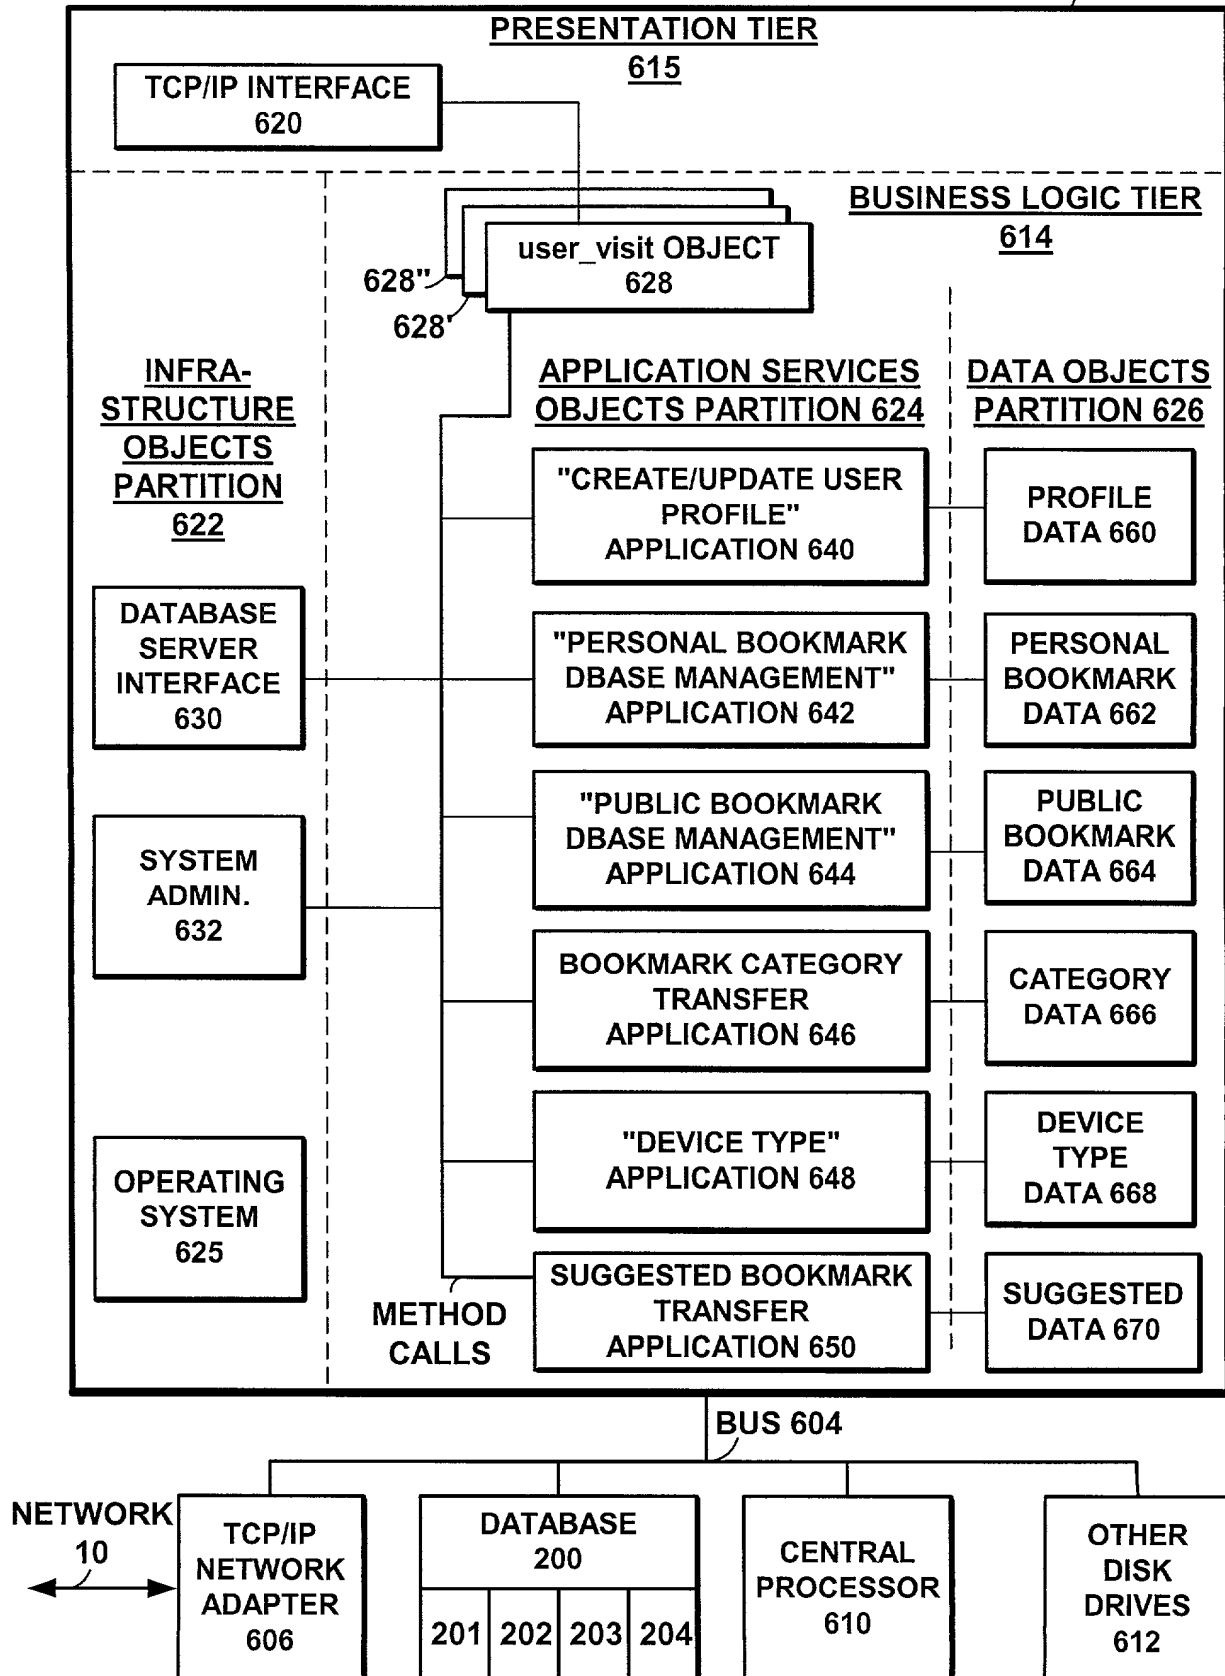 PRESENTATION TIER
615
TCP/IP INTERFACE
620
BUSINESS LOGIC TIER
614
user_visit OBJECT
628
628"
628'
INFRA-
STRUCTURE
OBJECTS
PARTITION
622
APPLICATION SERVICES
OBJECTS PARTITION 624
DATA OBJECTS
PARTITION 626
"CREATE/UPDATE USER
PROFILE"
APPLICATION 640
PROFILE
DATA 660
DATABASE
SERVER
INTERFACE
630
"PERSONAL BOOKMARK
DBASE MANAGEMENT"
APPLICATION 642
PERSONAL
BOOKMARK
DATA 662
"PUBLIC BOOKMARK
DBASE MANAGEMENT"
APPLICATION 644
PUBLIC
BOOKMARK
DATA 664
SYSTEM
ADMIN.
632
BOOKMARK CATEGORY
TRANSFER
APPLICATION 646
CATEGORY
DATA 666
"DEVICE TYPE"
APPLICATION 648
DEVICE
TYPE
DATA 668
OPERATING
SYSTEM
625
SUGGESTED BOOKMARK
TRANSFER
APPLICATION 650
SUGGESTED
DATA 670
METHOD
CALLS
BUS 604
NETWORK
10
TCP/IP
NETWORK
ADAPTER
606
DATABASE
200
201 202 203 204
CENTRAL
PROCESSOR
610
OTHER
DISK
DRIVES
612